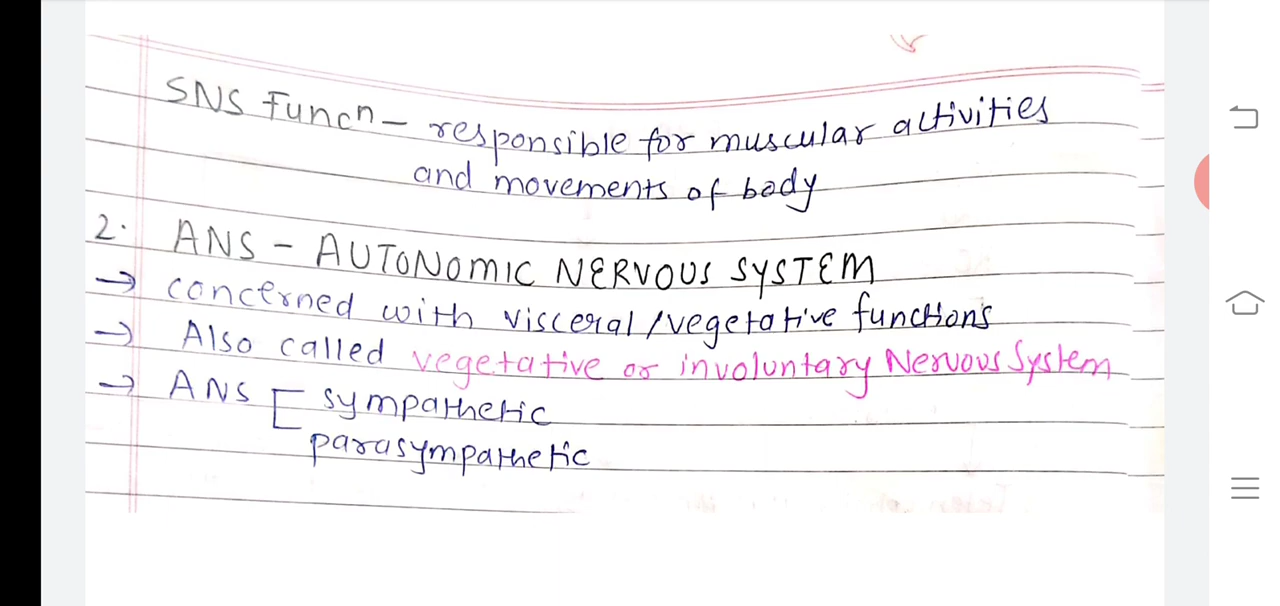 SNS Funcn - responsible for muscular activities
and movements of body
2. ANS - AUTONOMIC NERVOUS SYSTEM
→ concerned with visceral/vegetative functions
→ Also called vegetative or involuntary Nervous System
→ ANS [ sympathetic
parasympathetic